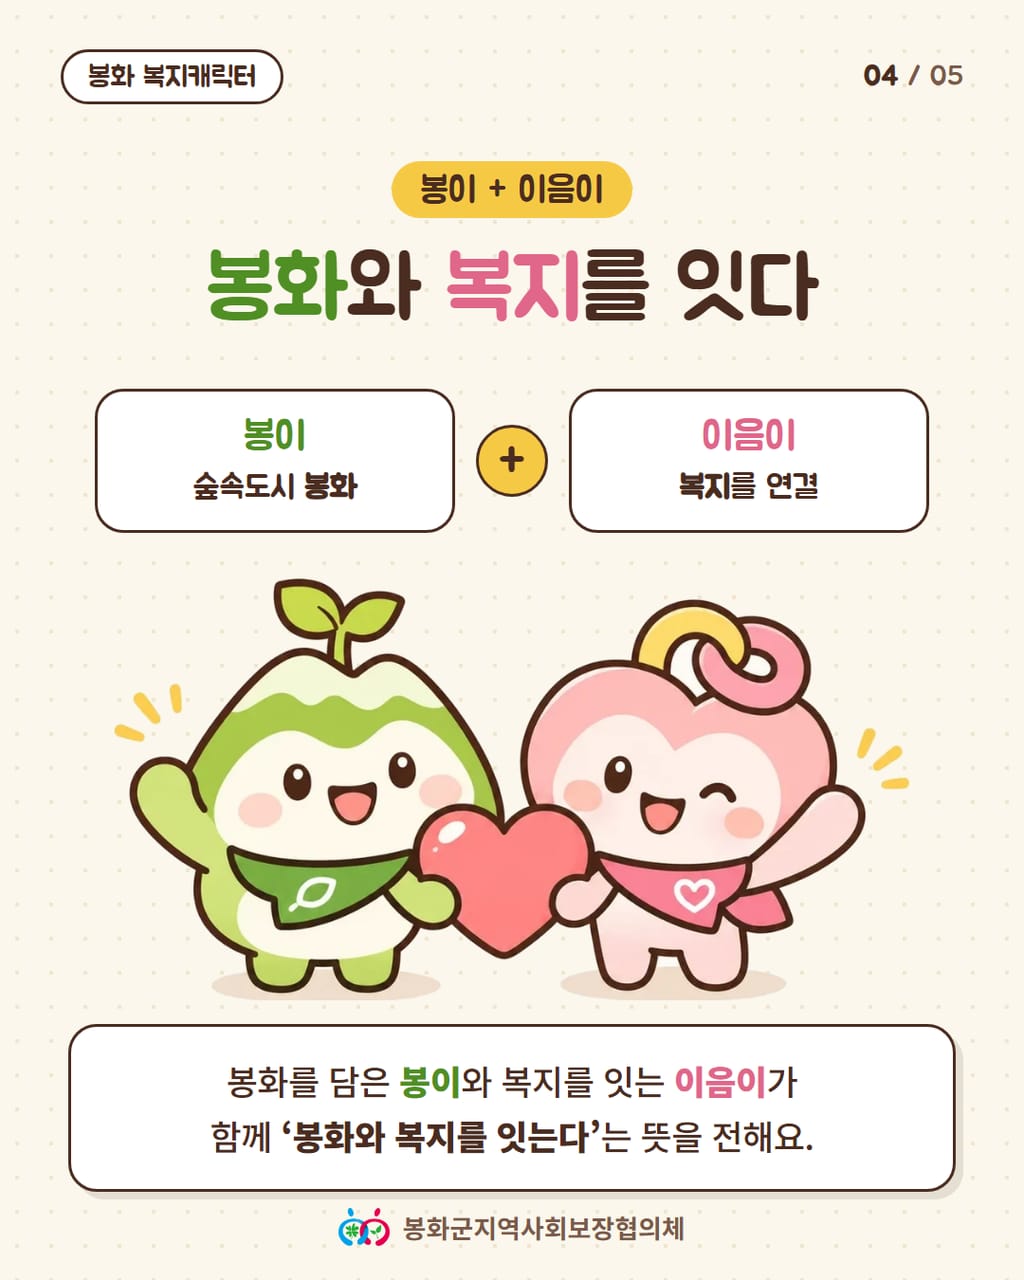 봉화 복지캐릭터
04 / 05
봉이 + 이음이
봉화와 복지를 잇다
봉이
숲속도시 봉화
+
이음이
복지를 연결
봉화를 담은 봉이와 복지를 잇는 이음이가
함께 ‘봉화와 복지를 잇는다’는 뜻을 전해요.
봉화군지역사회보장협의체